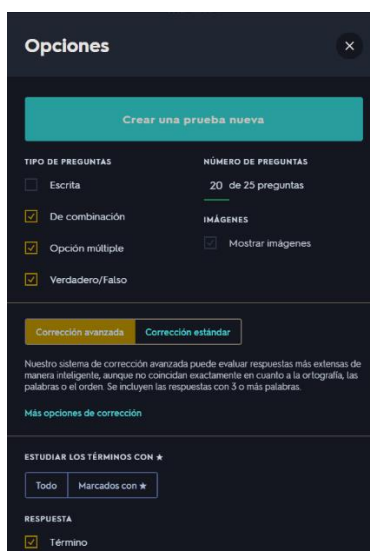 Opciones
Crear una prueba nueva
TIPO DE PREGUNTAS
Escrita
De combinación
Opción múltiple
Verdadero/Falso
NÚMERO DE PREGUNTAS
20 de 25 preguntas
IMÁGENES
Mostrar imágenes
Corrección avanzada
Corrección estándar
Nuestro sistema de corrección avanzada puede evaluar respuestas más extensas de
manera inteligente, aunque no coincidan exactamente en cuanto a la ortografía, las
palabras o el orden. Se incluyen las respuestas con 3 o más palabras.
Más opciones de corrección
ESTUDIAR LOS TÉRMINOS CON ★
Todo
Marcados con ★
RESPUESTA
Término